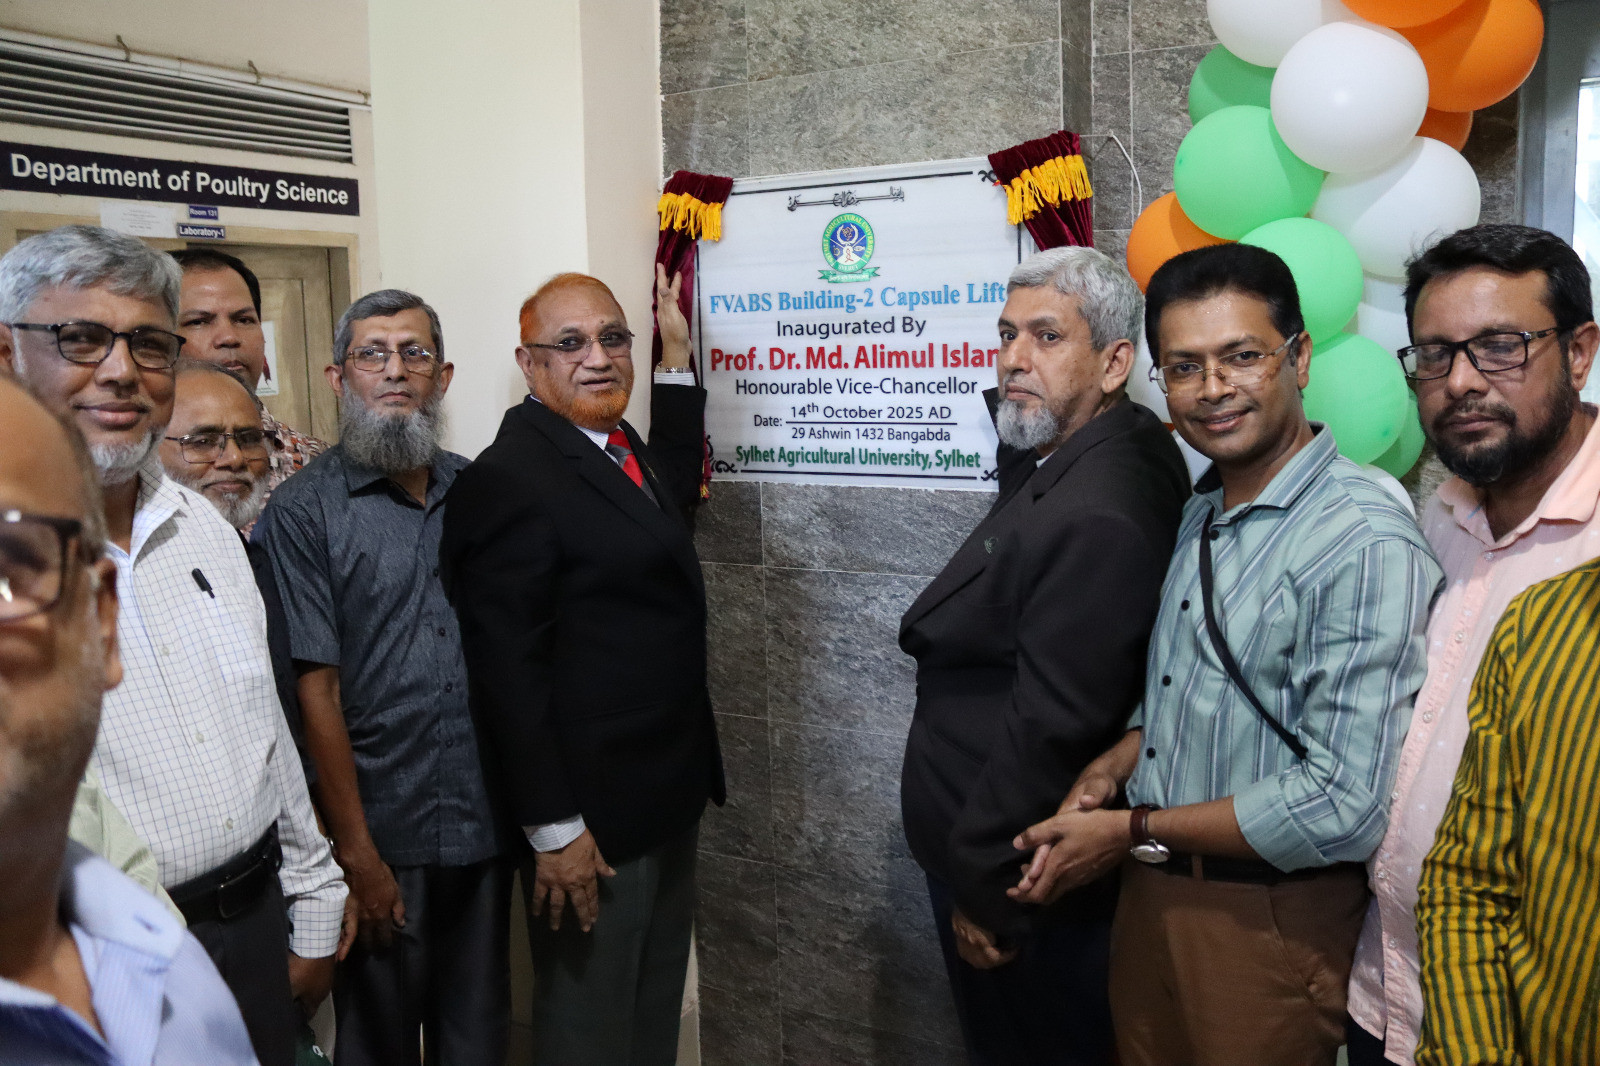 Department of Poultry Science
Room 131
Laboratory-1
FVABS Building-2 Capsule Lift
Inaugurated By
Prof. Dr. Md. Alimul Islam
Honourable Vice-Chancellor
Date: 14th October 2025 AD
29 Ashwin 1432 Bangabda
Sylhet Agricultural University, Sylhet